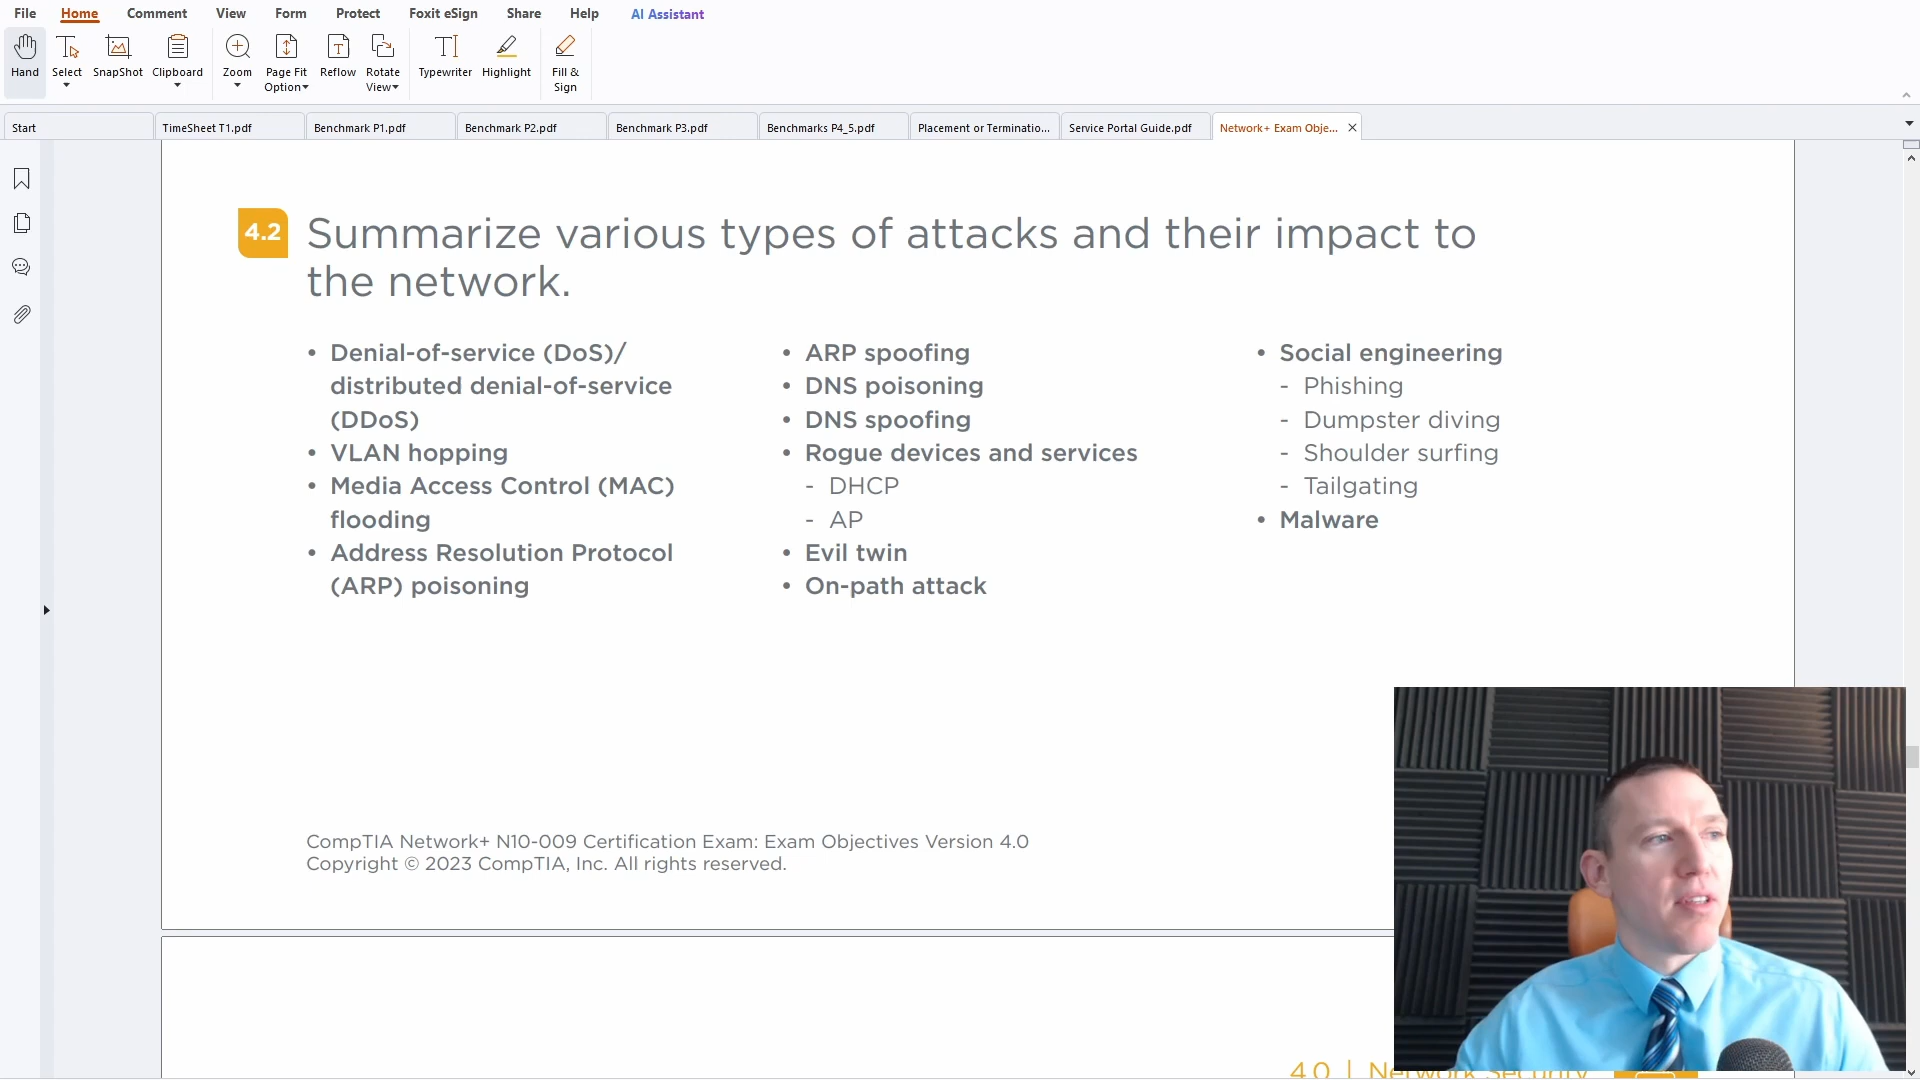 File Home Comment View Form Protect Foxit eSign Share Help AI Assistant
Hand Select SnapShot Clipboard Zoom Page Fit Option Reflow Rotate View Typewriter Highlight Fill & Sign
Start TimeSheet T1.pdf Benchmark P1.pdf Benchmark P2.pdf Benchmark P3.pdf Benchmarks P4_5.pdf Placement or Terminatio... Service Portal Guide.pdf Network+ Exam Obje...
4.2 Summarize various types of attacks and their impact to
the network.
• Denial-of-service (DoS)/
distributed denial-of-service
(DDoS)
• VLAN hopping
• Media Access Control (MAC)
flooding
• Address Resolution Protocol
(ARP) poisoning
• ARP spoofing
• DNS poisoning
• DNS spoofing
• Rogue devices and services
- DHCP
- AP
• Evil twin
• On-path attack
• Social engineering
- Phishing
- Dumpster diving
- Shoulder surfing
- Tailgating
• Malware
CompTIA Network+ N10-009 Certification Exam: Exam Objectives Version 4.0
Copyright © 2023 CompTIA, Inc. All rights reserved.
4.0 | Network Security